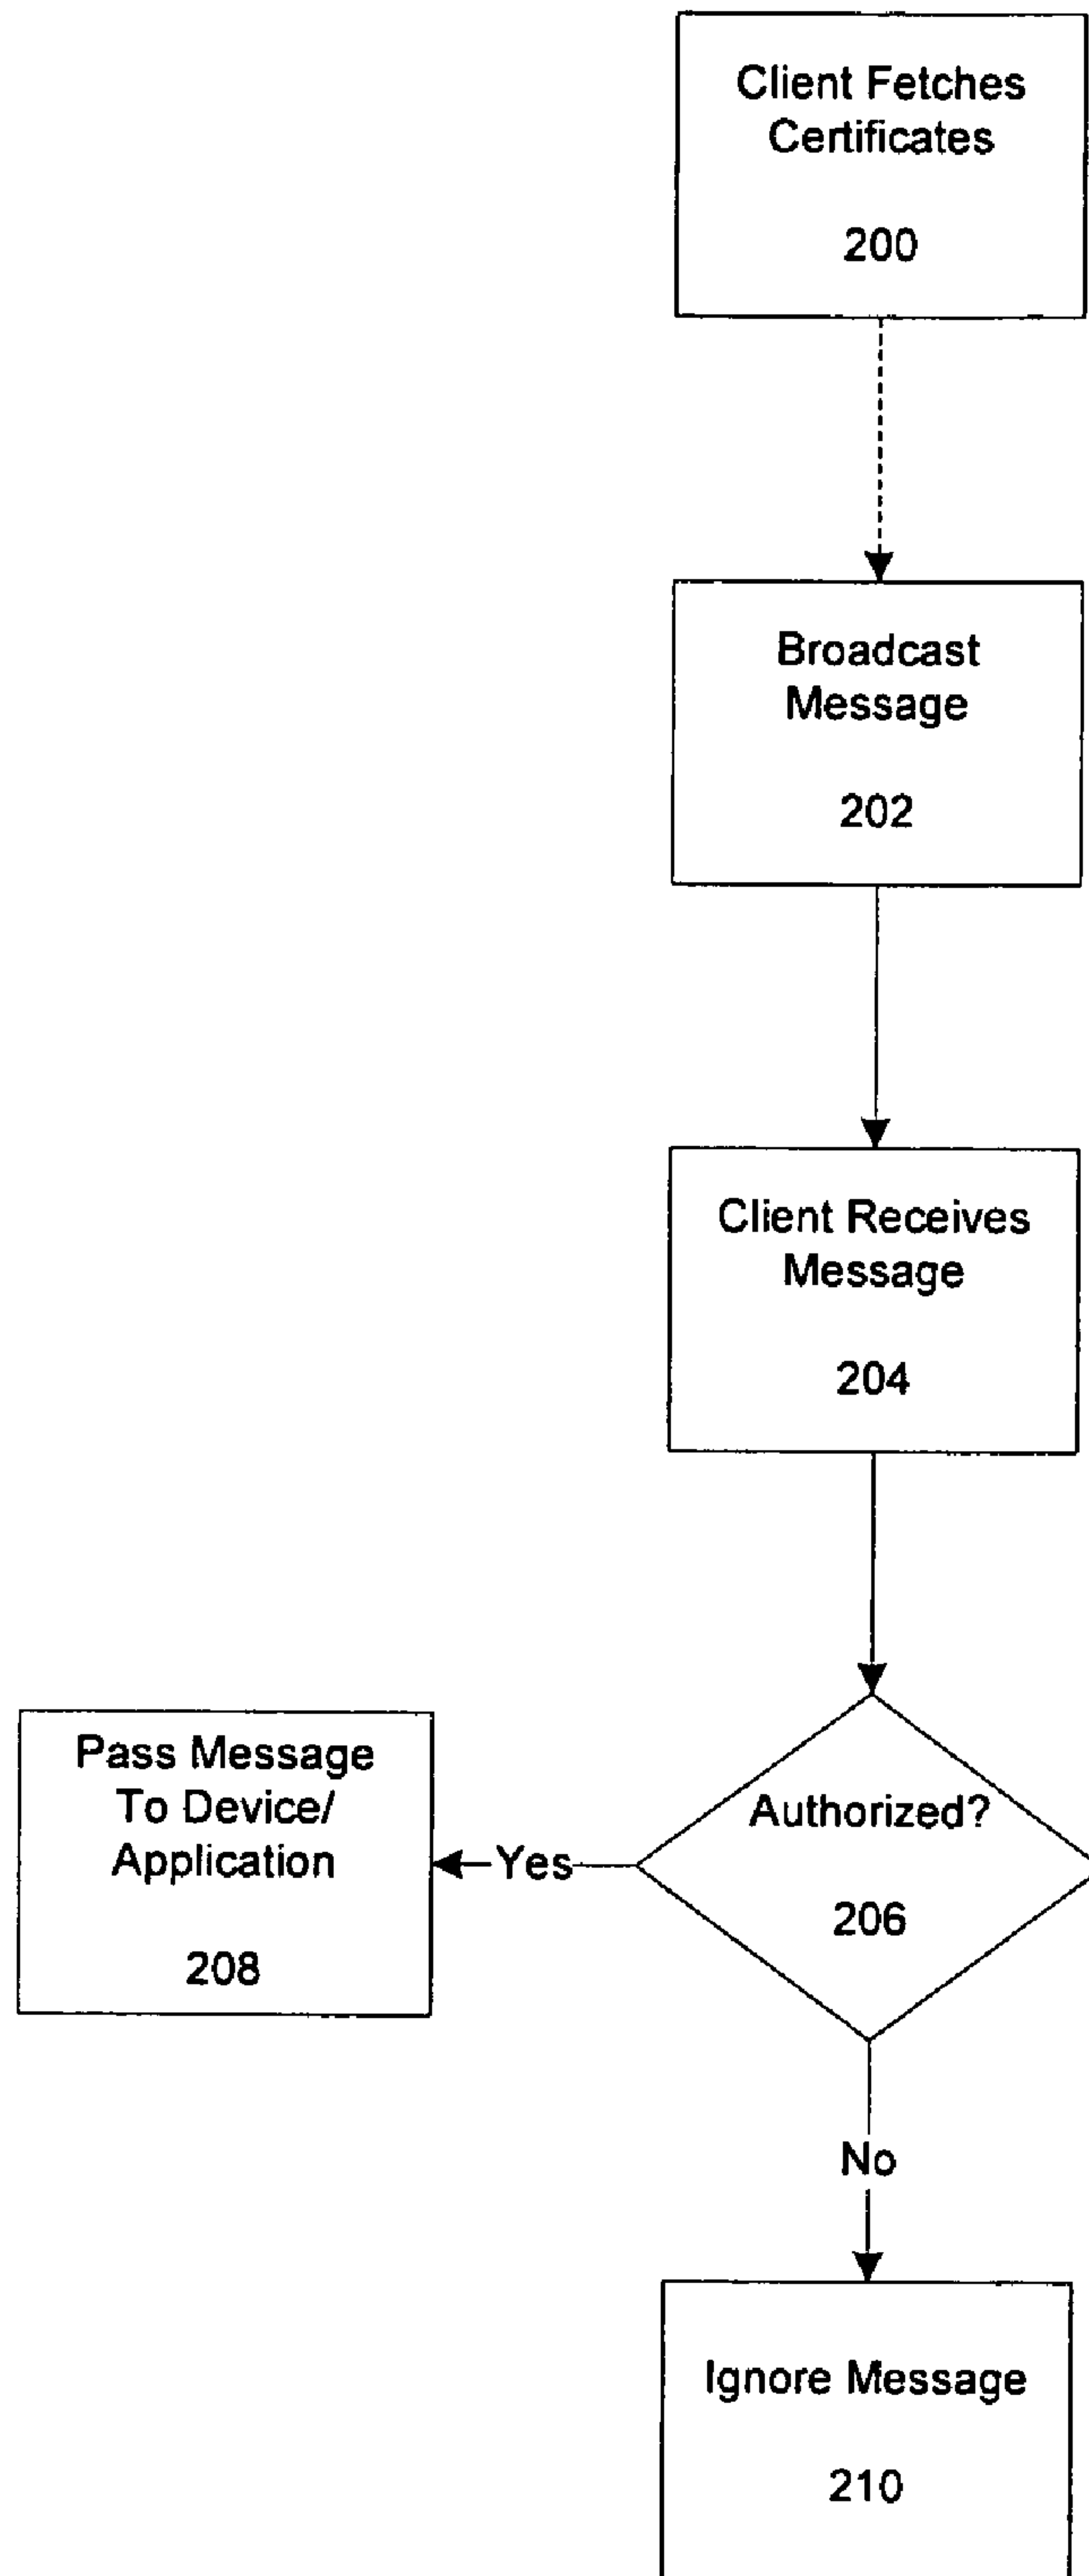 Client Fetches
Certificates
200
Broadcast
Message
202
Client Receives
Message
204
Authorized?
206
Yes
Pass Message
To Device/
Application
208
No
Ignore Message
210